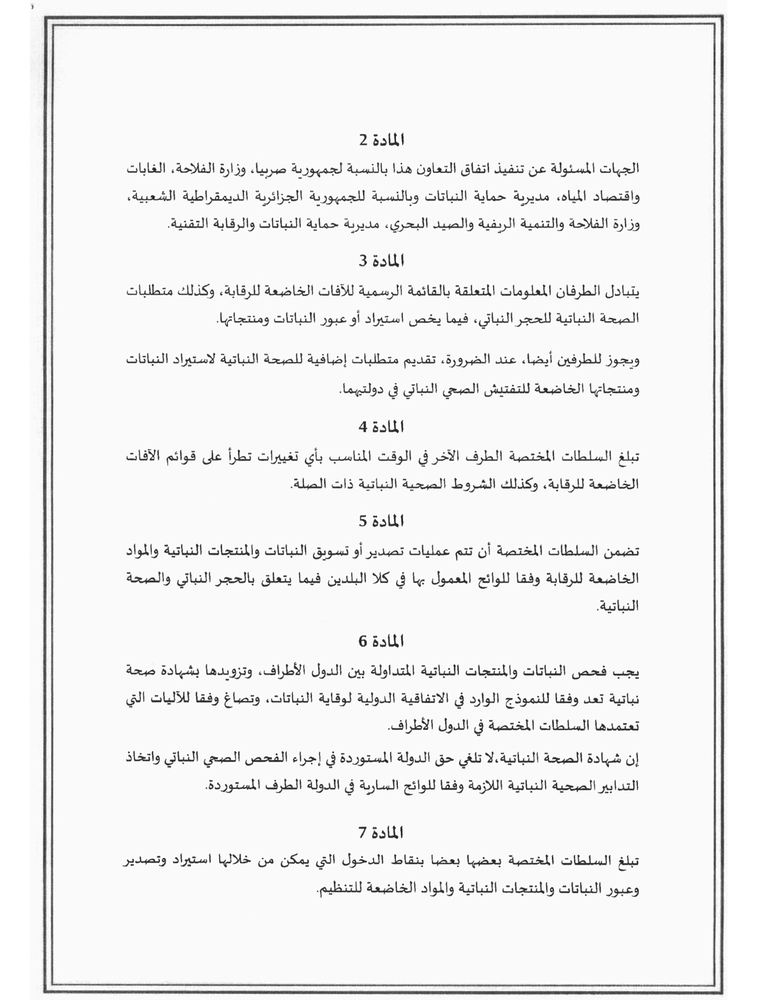 المادة 2
الجهات المسئولة عن تنفيذ اتفاق التعاون هذا بالنسبة لجمهورية صربيا، وزارة الفلاحة، الغابات
واقتصاد المياه، مديرية حماية النباتات وبالنسبة للجمهورية الجزائرية الديمقراطية الشعبية،
وزارة الفلاحة والتنمية الريفية والصيد البحري، مديرية حماية النباتات والرقابة التقنية.
المادة 3
يتبادل الطرفان المعلومات المتعلقة بالقائمة الرسمية للآفات الخاضعة للرقابة، وكذلك متطلبات
الصحة النباتية للحجر النباتي، فيما يخص استيراد أو عبور النباتات ومنتجاتها.
ويجوز للطرفين أيضا، عند الضرورة، تقديم متطلبات إضافية للصحة النباتية لاستيراد النباتات
ومنتجاتها الخاضعة للتفتيش الصحي النباتي في دولتيهما.
المادة 4
تبلغ السلطات المختصة الطرف الآخر في الوقت المناسب بأي تغييرات تطرأ على قوائم الآفات
الخاضعة للرقابة، وكذلك الشروط الصحية النباتية ذات الصلة.
المادة 5
تضمن السلطات المختصة أن تتم عمليات تصدير أو تسويق النباتات والمنتجات النباتية والمواد
الخاضعة للرقابة وفقا للوائح المعمول بها في كلا البلدين فيما يتعلق بالحجر النباتي والصحة
النباتية.
المادة 6
يجب فحص النباتات والمنتجات النباتية المتداولة بين الدول الأطراف، وتزويدها بشهادة صحة
نباتية تعد وفقا للنموذج الوارد في الاتفاقية الدولية لوقاية النباتات، وتصاغ وفقا للآليات التي
تعتمدها السلطات المختصة في الدول الأطراف.
إن شهادة الصحة النباتية،لا تلغي حق الدولة المستوردة في إجراء الفحص الصحي النباتي واتخاذ
التدابير الصحية النباتية اللازمة وفقا للوائح السارية في الدولة الطرف المستوردة.
المادة 7
تبلغ السلطات المختصة بعضها بعضا بنقاط الدخول التي يمكن من خلالها استيراد وتصدير
وعبور النباتات والمنتجات النباتية والمواد الخاضعة للتنظيم.